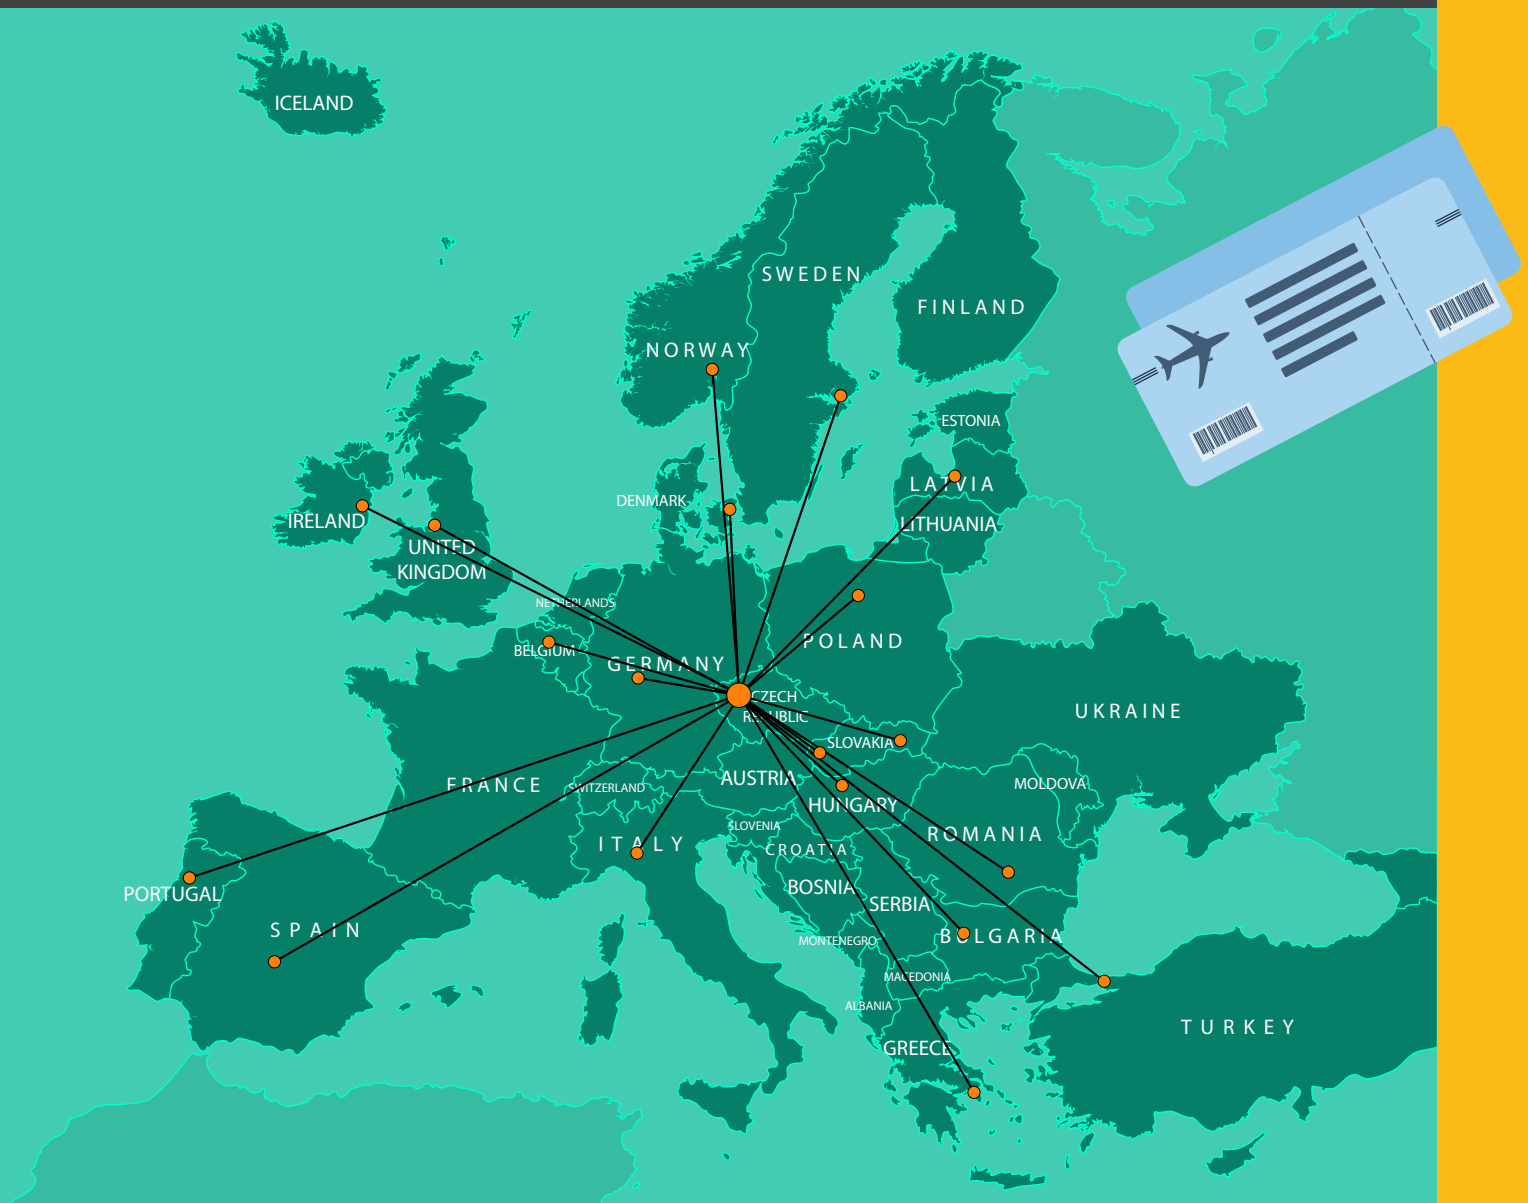 ICELAND
SWEDEN
FINLAND
NORWAY
ESTONIA
LATVIA
DENMARK
IRELAND
LITHUANIA
UNITED
KINGDOM
NETHERLANDS
POLAND
BELGIUM
GERMANY
CZECH
REPUBLIC
UKRAINE
SLOVAKIA
AUSTRIA
MOLDOVA
FRANCE
SWITZERLAND
HUNGARY
SLOVENIA
ROMANIA
ITALY
CROATIA
BOSNIA
PORTUGAL
SERBIA
SPAIN
MONTENEGRO
BULGARIA
MACEDONIA
ALBANIA
TURKEY
GREECE